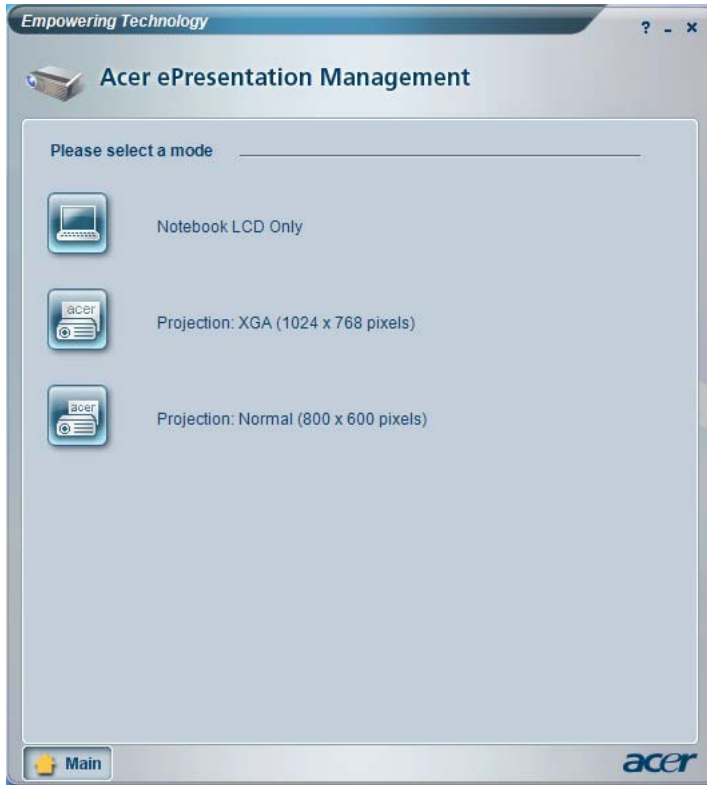 Empowering Technology
? - x
Acer ePresentation Management
Please select a mode
Notebook LCD Only
acer
Projection: XGA (1024 x 768 pixels)
acer
Projection: Normal (800 x 600 pixels)
Main
acer